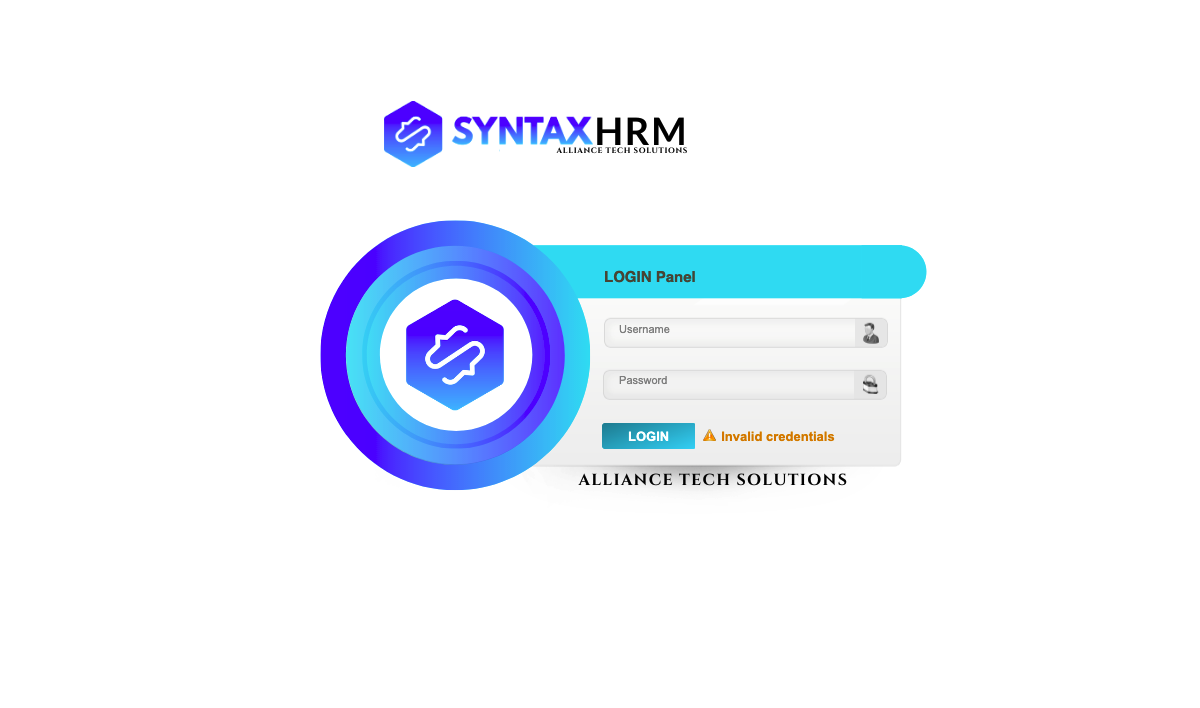 SYNTAXHRM
ALLIANCE TECH SOLUTIONS
LOGIN Panel
Username
Password
LOGIN
Invalid credentials
ALLIANCE TECH SOLUTIONS